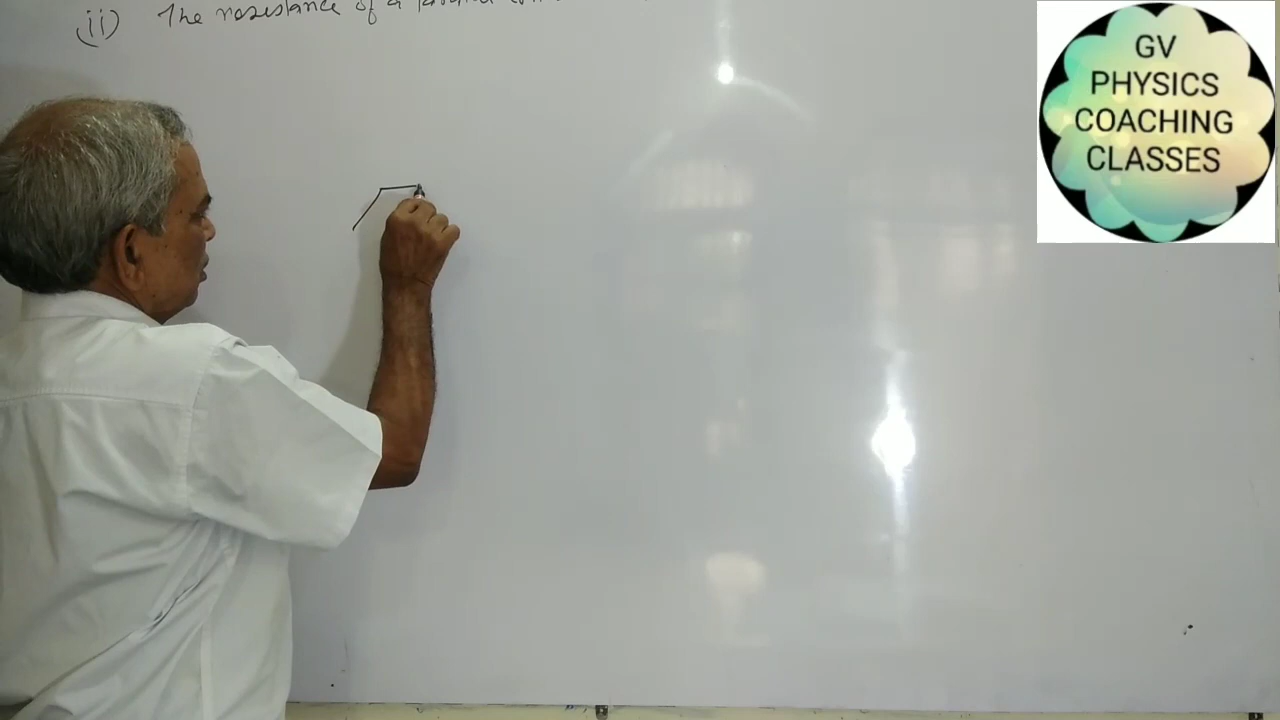 (ii) The resistance of a
GV
PHYSICS
COACHING
CLASSES